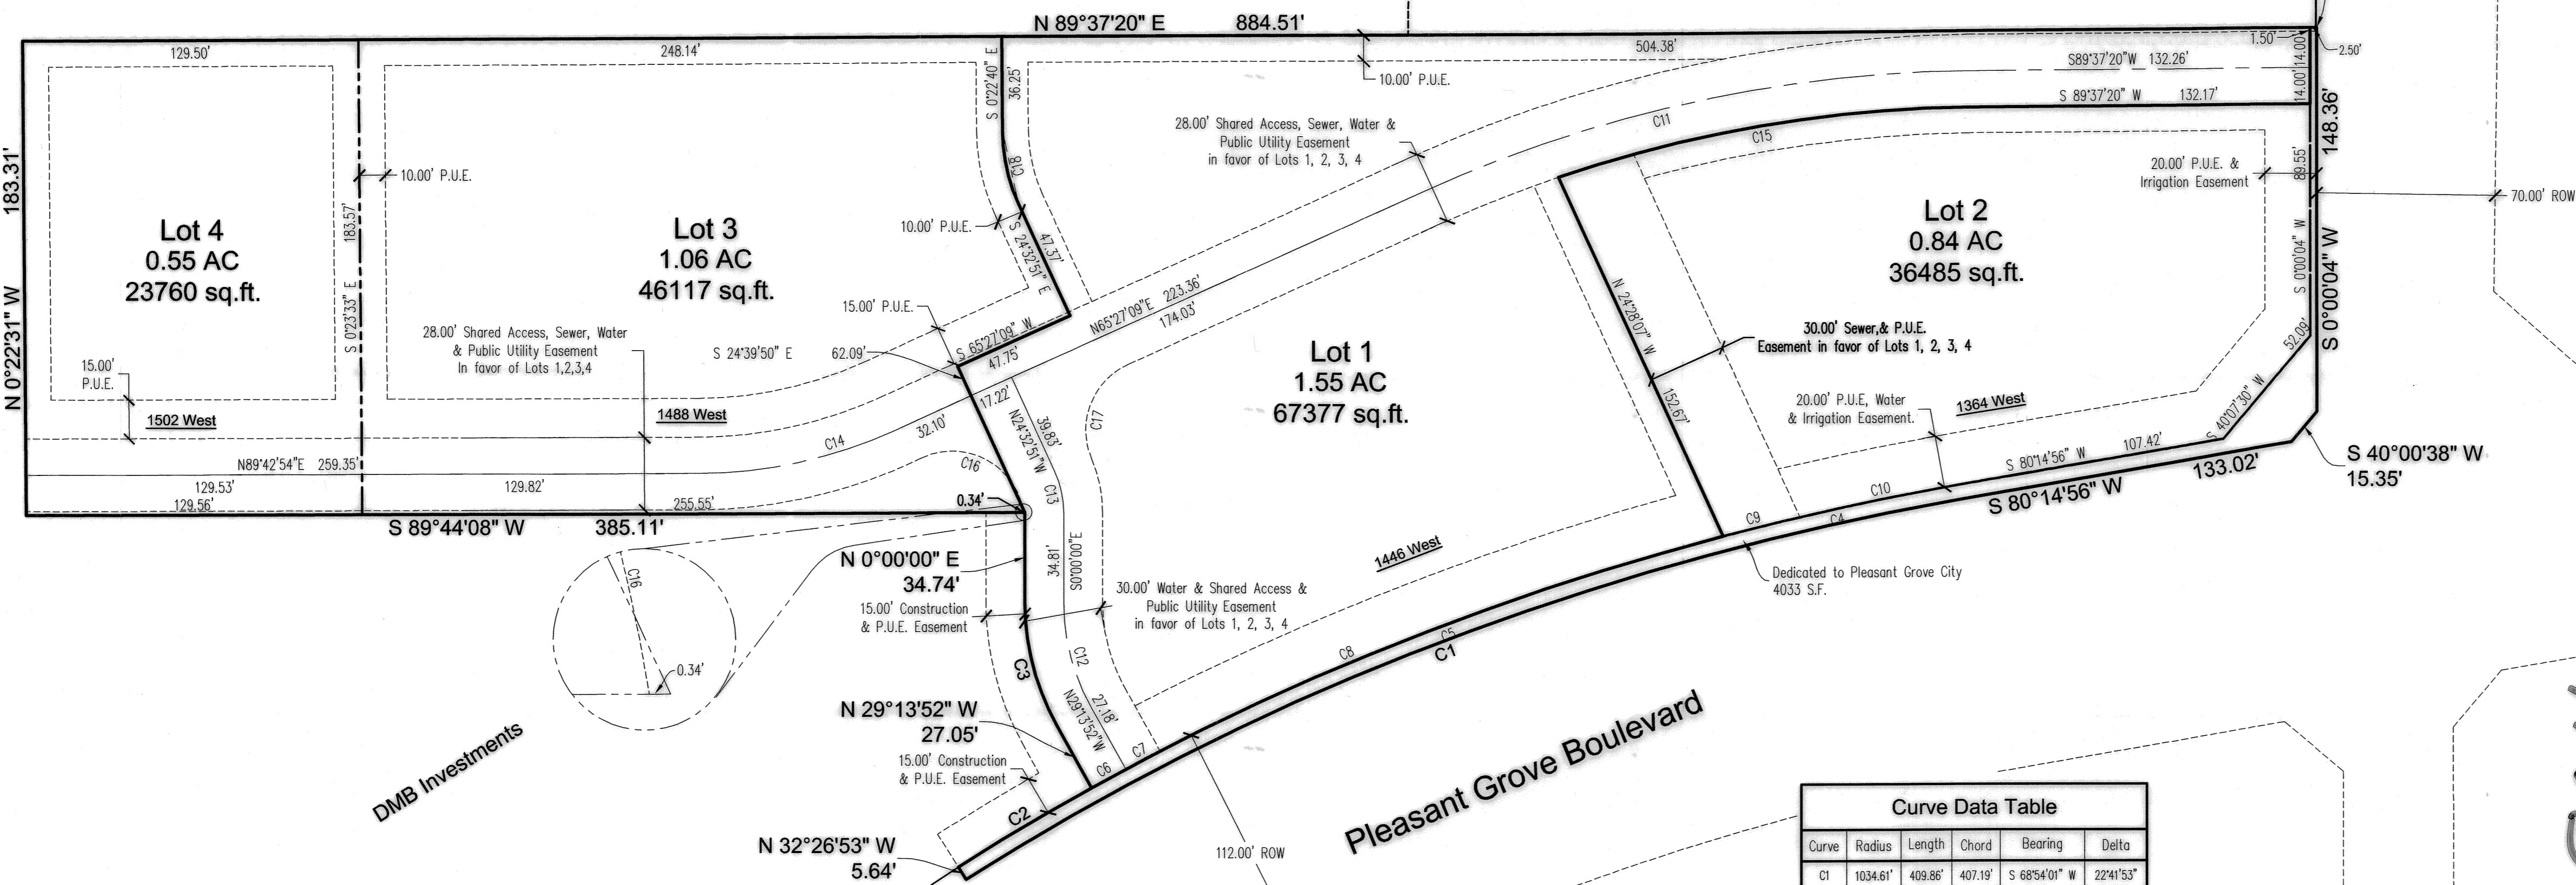 N 89°37'20" E 884.51'
129.50'
248.14'
504.38'
1.50'
2.50'
10.00' P.U.E.
S 0°22'40" E
36.25'
S89°37'20"W 132.26'
14.00'
14.00'
S 89°37'20" W 132.17'
C11
C15
28.00' Shared Access, Sewer, Water &
Public Utility Easement
in favor of Lots 1, 2, 3, 4
148.36'
89.55'
183.31'
N 0°22'31" W
10.00' P.U.E.
183.57'
S 0°23'33" E
C18
20.00' P.U.E. &
Irrigation Easement
70.00' ROW
Lot 4
0.55 AC
23760 sq.ft.
Lot 3
1.06 AC
46117 sq.ft.
10.00' P.U.E.
S 24°32'51" E
47.37'
Lot 2
0.84 AC
36485 sq.ft.
S 0°00'04" W
S 0°00'04" W
15.00' P.U.E.
N65°27'09"E 223.36'
174.03'
N 24°28'07" W
152.67'
30.00' Sewer,& P.U.E.
Easement in favor of Lots 1, 2, 3, 4
28.00' Shared Access, Sewer, Water
& Public Utility Easement
In favor of Lots 1,2,3,4
S 24°39'50" E 62.09'
S 65°27'09" W
47.75'
Lot 1
1.55 AC
67377 sq.ft.
52.09'
15.00'
P.U.E.
1502 West
1488 West
17.22'
39.83'
N24°32'51"W
C17
20.00' P.U.E, Water
& Irrigation Easement.
1364 West
S 40°07'30" W
C14
32.10'
C16
C13
N89°42'54"E 259.35'
S 80°14'56" W 107.42'
133.02'
S 40°00'38" W
15.35'
129.53'
129.82'
129.56'
255.55'
0.34'
C10
S 80°14'56" W
S 89°44'08" W 385.11'
C9
C4
N 0°00'00" E
34.74'
34.81'
S0°00'00"E
1446 West
C16
15.00' Construction
& P.U.E. Easement
30.00' Water & Shared Access &
Public Utility Easement
in favor of Lots 1, 2, 3, 4
Dedicated to Pleasant Grove City
4033 S.F.
0.34'
C3
C12
C8
C5
C1
N 29°13'52" W
27.05'
27.18'
N29°13'52"W
DMB Investments
15.00' Construction
& P.U.E. Easement
C6
C7
C2
Pleasant Grove Boulevard
N 32°26'53" W
5.64'
112.00' ROW
Curve Data Table
Curve Radius Length Chord Bearing Delta
C1 1034.61' 409.86' 407.19' S 68°54'01" W 22°41'53"